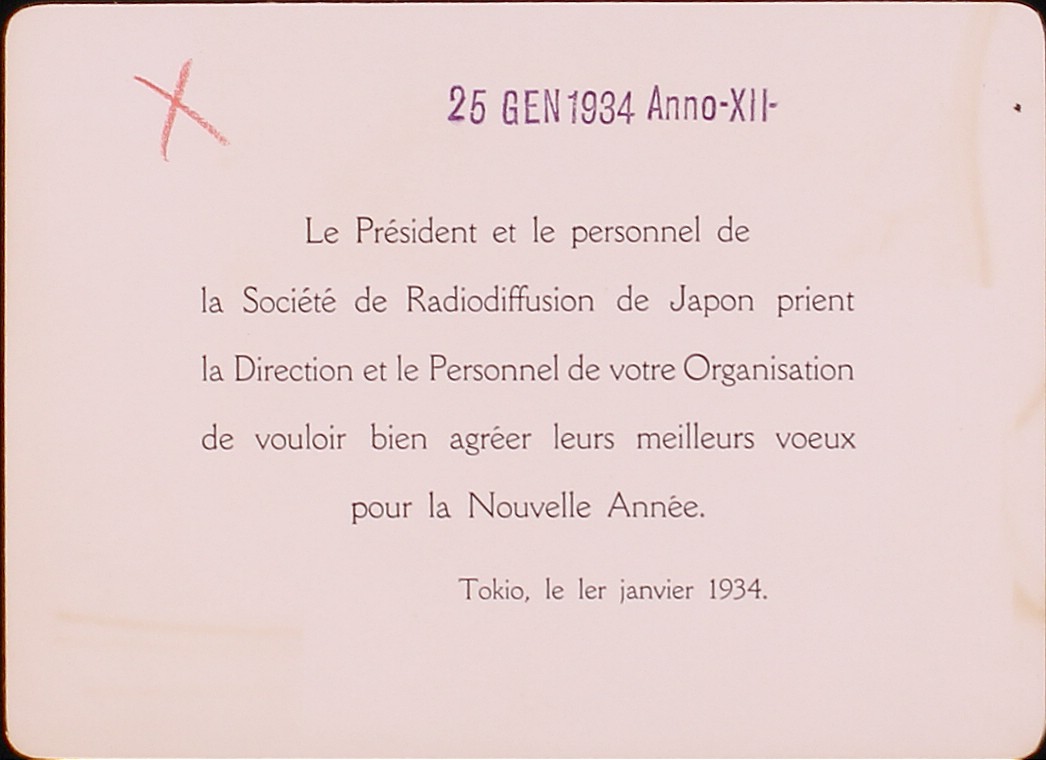 25 GEN 1934 Anno-XII-
Le Président et le personnel de
la Société de Radiodiffusion de Japon prient
la Direction et le Personnel de votre Organisation
de vouloir bien agréer leurs meilleurs voeux
pour la Nouvelle Année.
Tokio, le 1er janvier 1934.